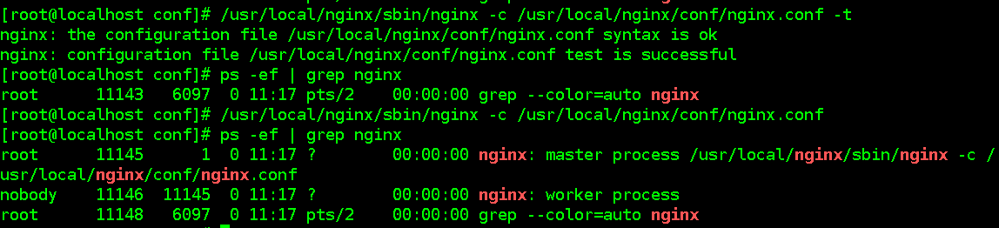 [root@localhost conf]# /usr/local/nginx/sbin/nginx -c /usr/local/nginx/conf/nginx.conf -t
nginx: the configuration file /usr/local/nginx/conf/nginx.conf syntax is ok
nginx: configuration file /usr/local/nginx/conf/nginx.conf test is successful
[root@localhost conf]# ps -ef | grep nginx
root      11143   6097  0 11:17 pts/2    00:00:00 grep --color=auto nginx
[root@localhost conf]# /usr/local/nginx/sbin/nginx -c /usr/local/nginx/conf/nginx.conf
[root@localhost conf]# ps -ef | grep nginx
root      11145      1  0 11:17 ?        00:00:00 nginx: master process /usr/local/nginx/sbin/nginx -c /
usr/local/nginx/conf/nginx.conf
nobody    11146  11145  0 11:17 ?        00:00:00 nginx: worker process
root      11148   6097  0 11:17 pts/2    00:00:00 grep --color=auto nginx